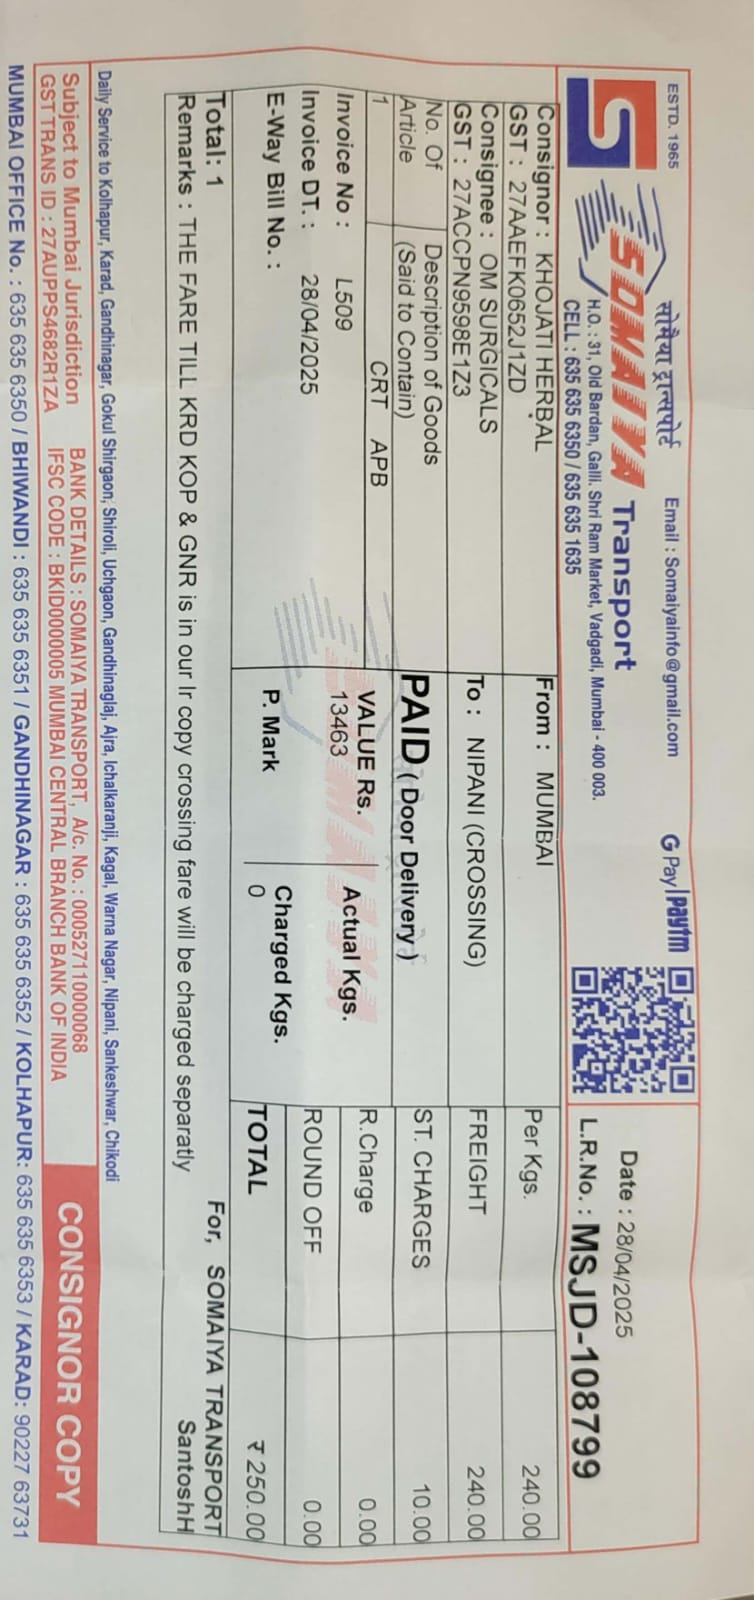 ESTD. 1965
सोमैया ट्रान्सपोर्ट
Email : Somaiyainfo@gmail.com
G Pay | paytm
SOMAIYA Transport
H.O. : 31, Old Bardan, Galli. Shri Ram Market, Vadgadi, Mumbai - 400 003.
CELL : 635 635 6350 / 635 635 1635
Date : 28/04/2025
L.R.No. : MSJD-108799
Consignor : KHOJATI HERBAL
GST : 27AAEFK0652J1ZD
From : MUMBAI
Per Kgs. 240.00
Consignee : OM SURGICALS
GST : 27ACCPN9598E1Z3
To : NIPANI (CROSSING)
FREIGHT 240.00
No. Of Article
Description of Goods (Said to Contain)
PAID ( Door Delivery )
ST. CHARGES 10.00
1 CRT APB
VALUE Rs. Actual Kgs.
13463
R.Charge 0.00
Invoice No : L509
Invoice DT. : 28/04/2025
ROUND OFF 0.00
E-Way Bill No. :
P. Mark
Charged Kgs.
0
TOTAL ₹ 250.00
Total: 1
For, SOMAIYA TRANSPORT
Remarks : THE FARE TILL KRD KOP & GNR is in our lr copy crossing fare will be charged separatly
SantoshH
Daily Service to Kolhapur, Karad, Gandhinagar, Gokul Shirgaon, Shiroli, Uchgaon, Gandhinaglaj, Ajra, Ichalkaranji, Kagal, Warna Nagar, Nipani, Sankeshwar, Chikodi
Subject to Mumbai Jurisdiction
BANK DETAILS : SOMAIYA TRANSPORT, A/c. No. : 000527110000068
GSTTRANS ID : 27AUPPS4682R1ZA
IFSC CODE : BKID0000005 MUMBAI CENTRAL BRANCH BANK OF INDIA
CONSIGNOR COPY
MUMBAI OFFICE No. : 635 635 6350 / BHIWANDI : 635 635 6351 / GANDHINAGAR : 635 635 6352 / KOLHAPUR: 635 635 6353 / KARAD: 90227 63731